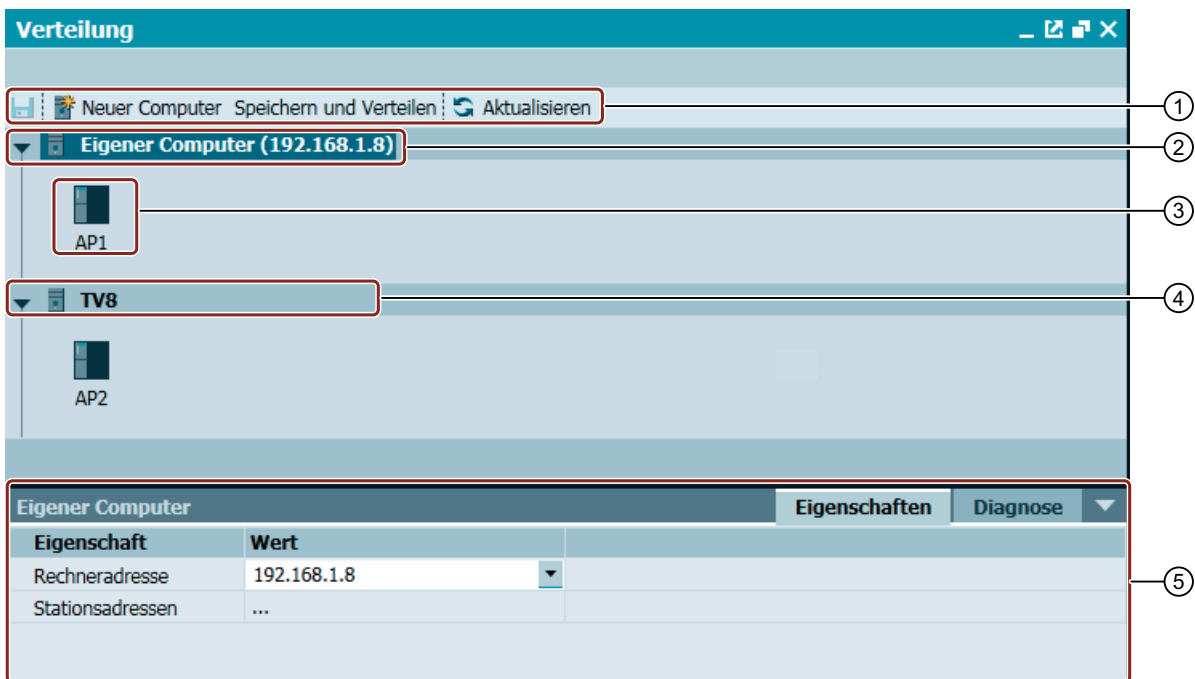 Verteilung
Neuer Computer Speichern und Verteilen Aktualisieren ①
Eigener Computer (192.168.1.8) ②
③
AP1
TV8 ④
AP2
Eigener Computer Eigenschaften Diagnose
Eigenschaft Wert
Rechneradresse 192.168.1.8 ⑤
Stationsadressen ...